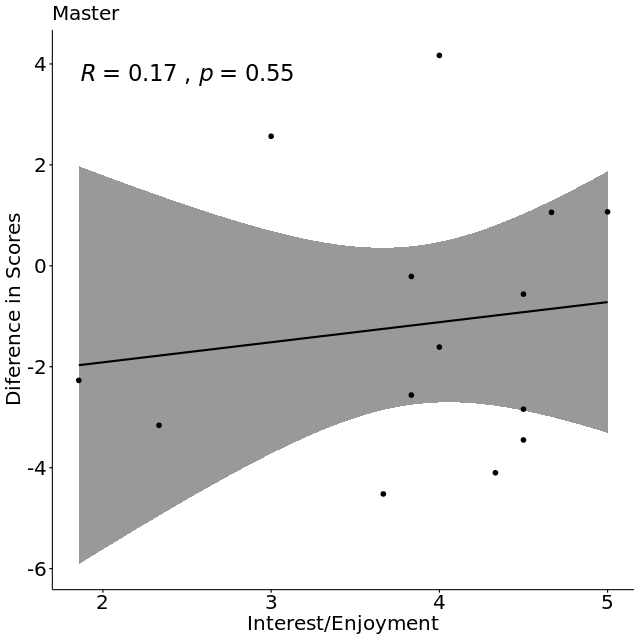 Master
R = 0.17 , p = 0.55
4
2
0
-2
-4
-6
Diference in Scores
2 3 4 5
Interest/Enjoyment